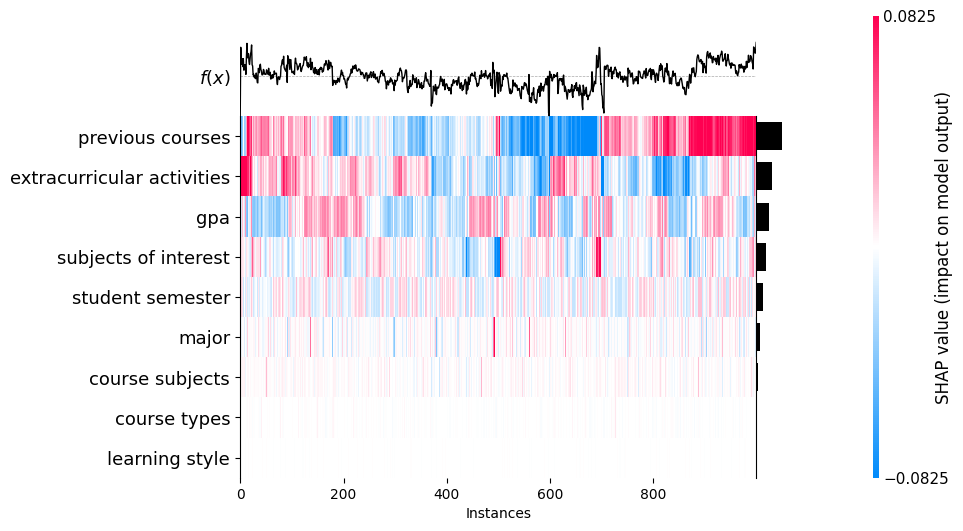 0.0825
f(x)
previous courses
extracurricular activities
gpa
subjects of interest
student semester
major
course subjects
course types
learning style
0 200 400 600 800
Instances
SHAP value (impact on model output)
−0.0825